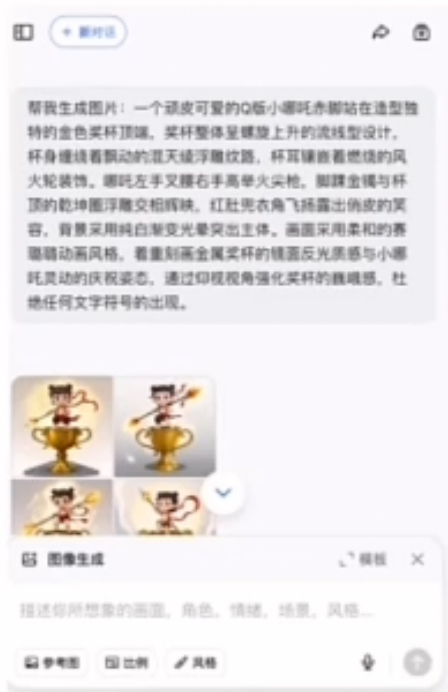 + 新对话
帮我生成图片：一个顽皮可爱的Q版小哪吒赤脚站在造型独
特的金色奖杯顶端，奖杯整体呈螺旋上升的流线型设计，
杯身缠绕着飘动的混天绫浮雕纹路，杯耳镶嵌着燃烧的风
火轮装饰。哪吒左手叉腰右手高举火尖枪，脚踝金镯与杯
顶的乾坤圈浮雕交相辉映，红肚兜衣角飞扬露出俏皮的笑
容，背景采用纯白渐变光晕突出主体。画面采用柔和的赛
璐璐动画风格，着重刻画金属奖杯的镜面反光质感与小哪
吒灵动的庆祝姿态，通过仰视视角强化奖杯的巍峨感，杜
绝任何文字符号的出现。
图像生成
模板
描述你所想象的画面，角色，情绪，场景，风格...
参考图 比例 风格